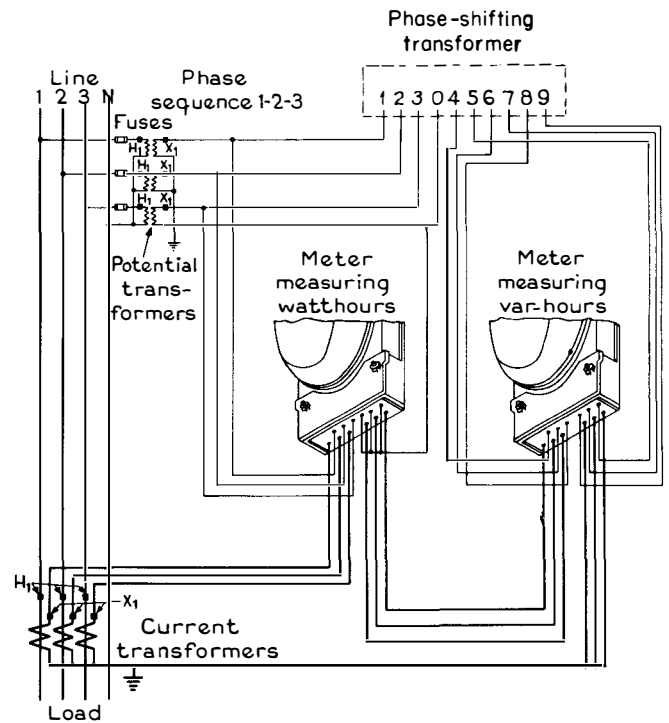 Phase-shifting
transformer
Line
1 2 3 N
Phase
sequence 1-2-3
1 2 3 0 4 5 6 7 8 9
Fuses
H1 X1
H1 X1
H1 X1
Potential
trans-
formers
Meter
measuring
watthours
Meter
measuring
var-hours
H1
X1
Current
transformers
Load